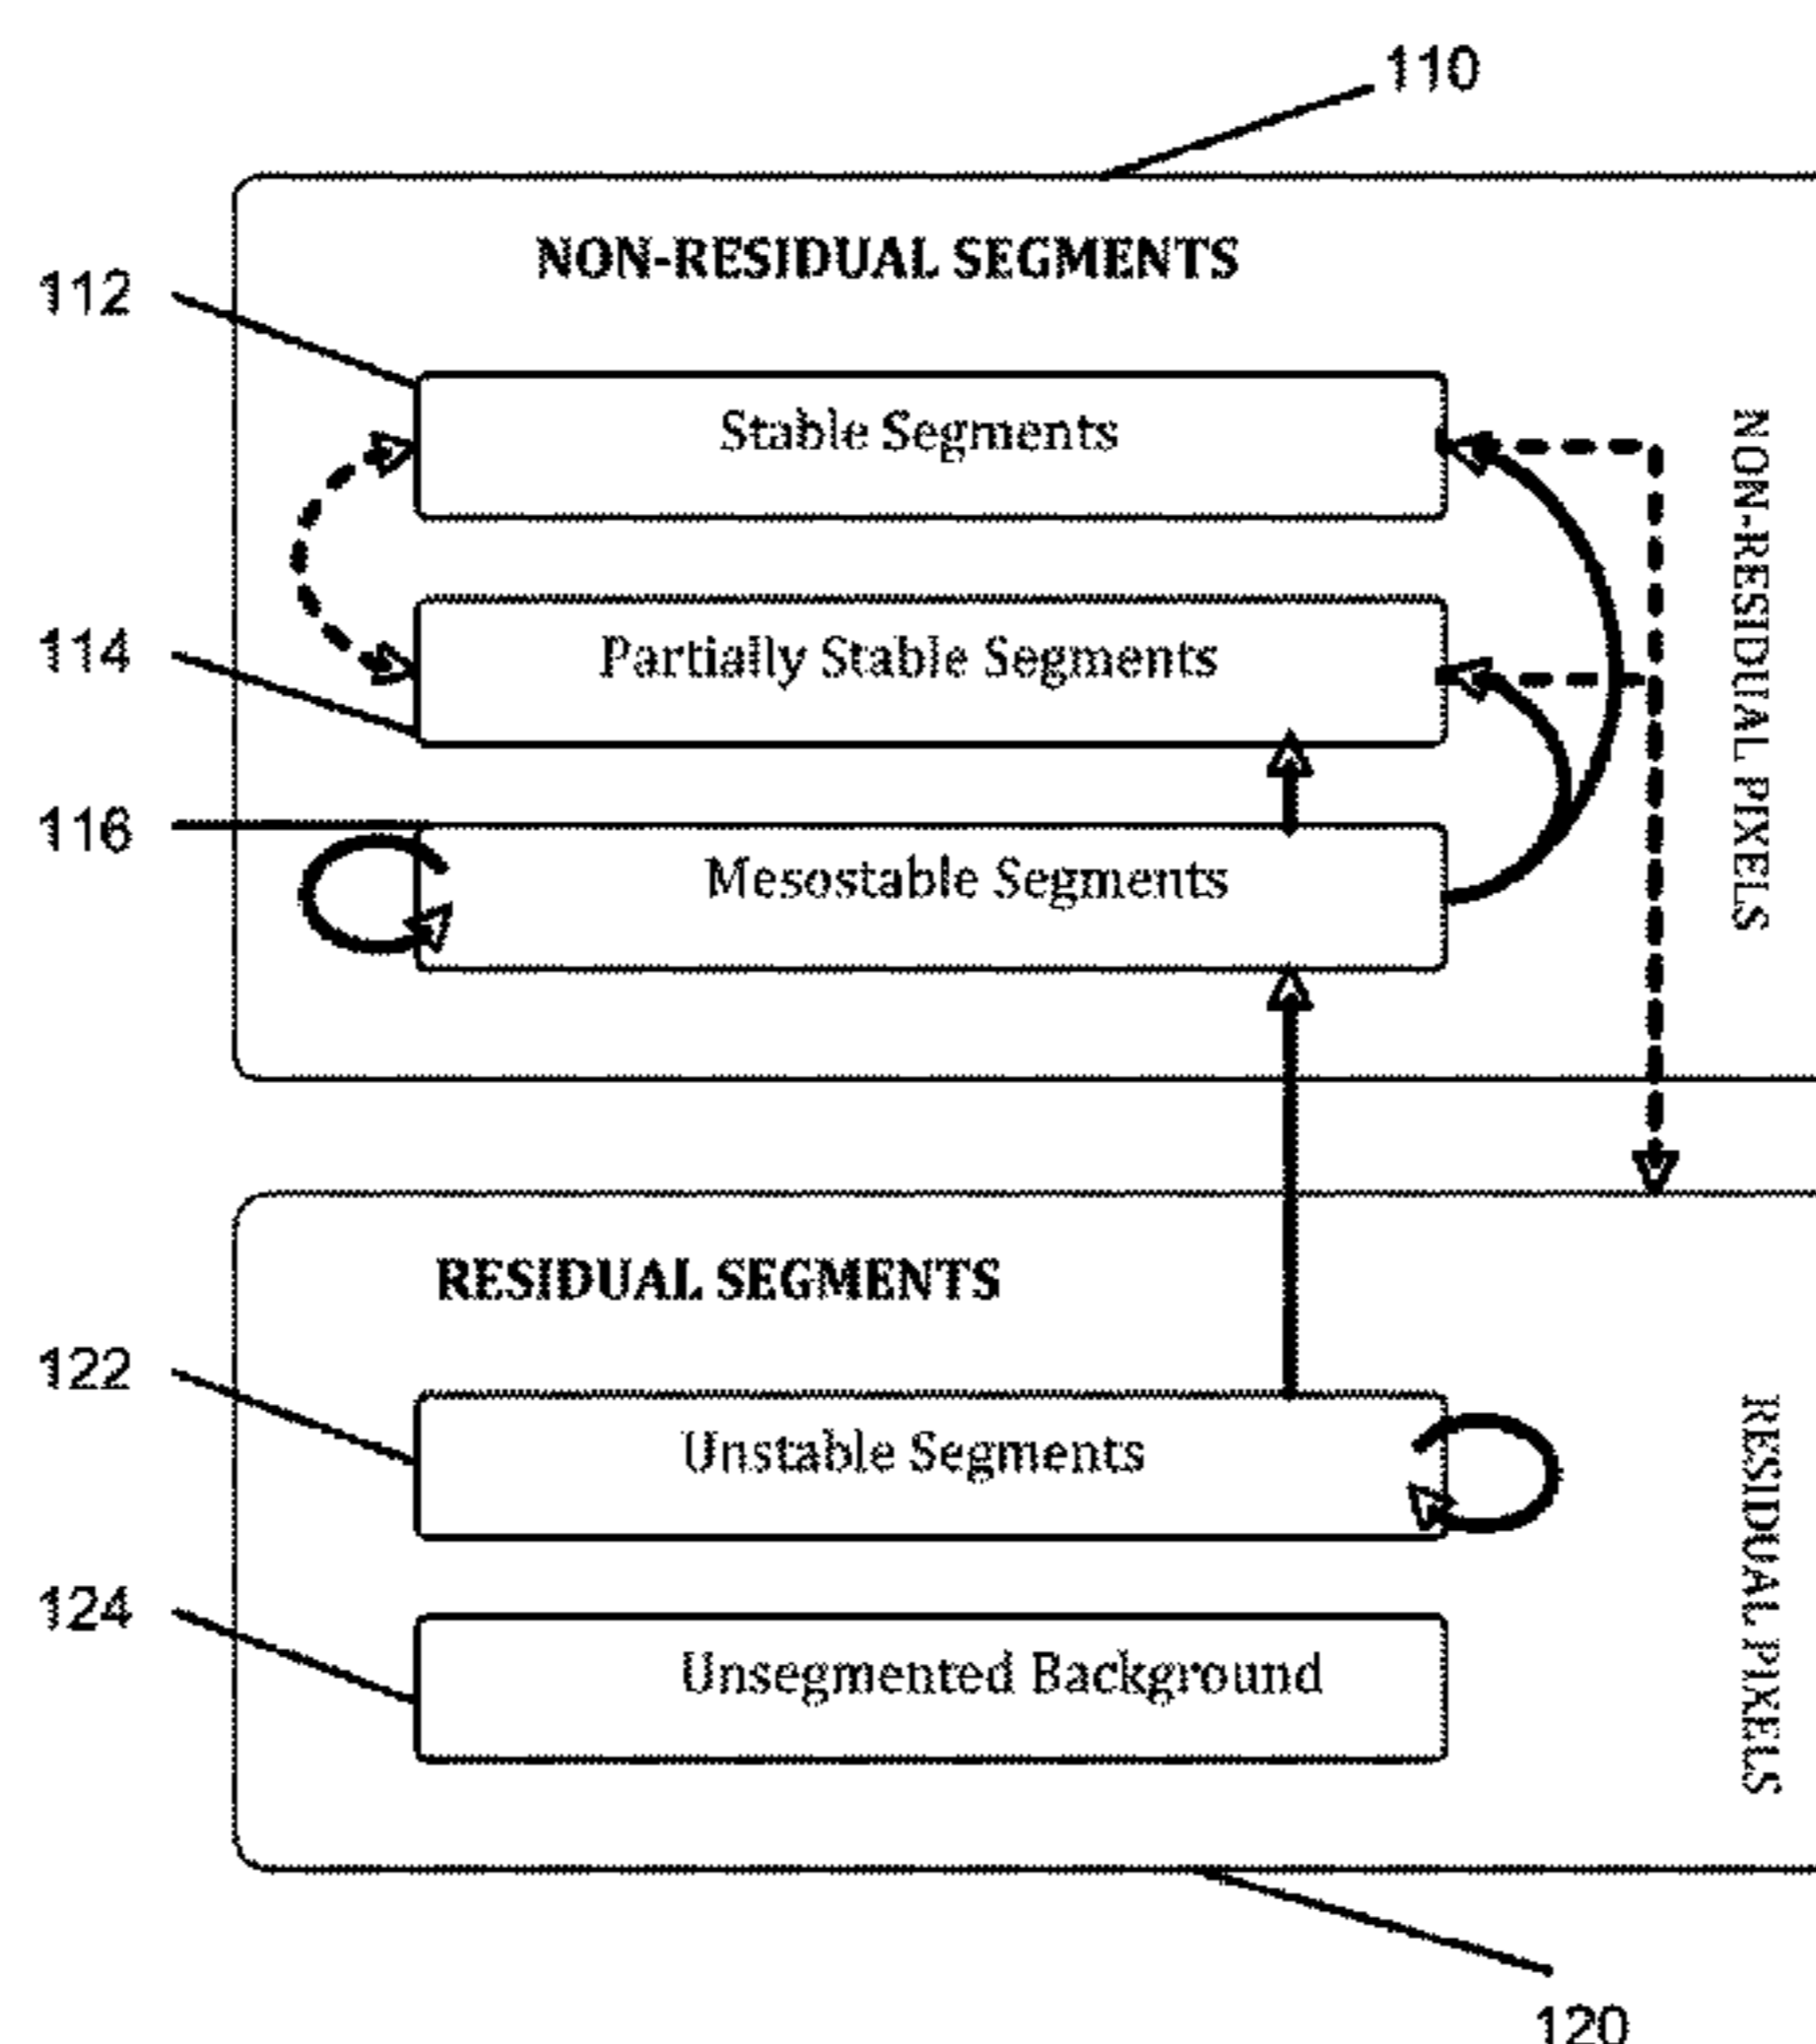 110
NON-RESIDUAL SEGMENTS
112
Stable Segments
NON-RESIDUAL PIXELS
114
Partially Stable Segments
116
Mesostable Segments
RESIDUAL SEGMENTS
122
Unstable Segments
RESIDUAL PIXELS
124
Unsegmented Background
120